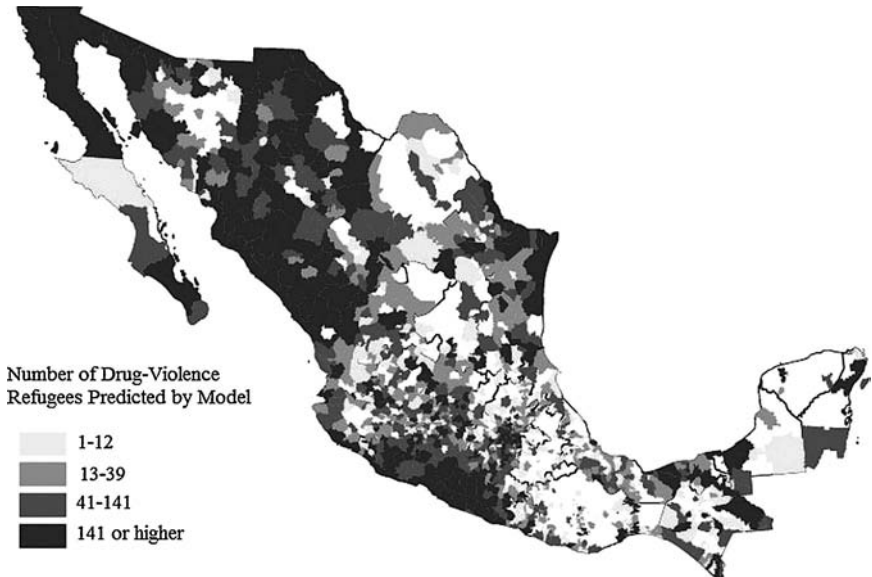 Number of Drug-Violence
Refugees Predicted by Model
1-12
13-39
41-141
141 or higher